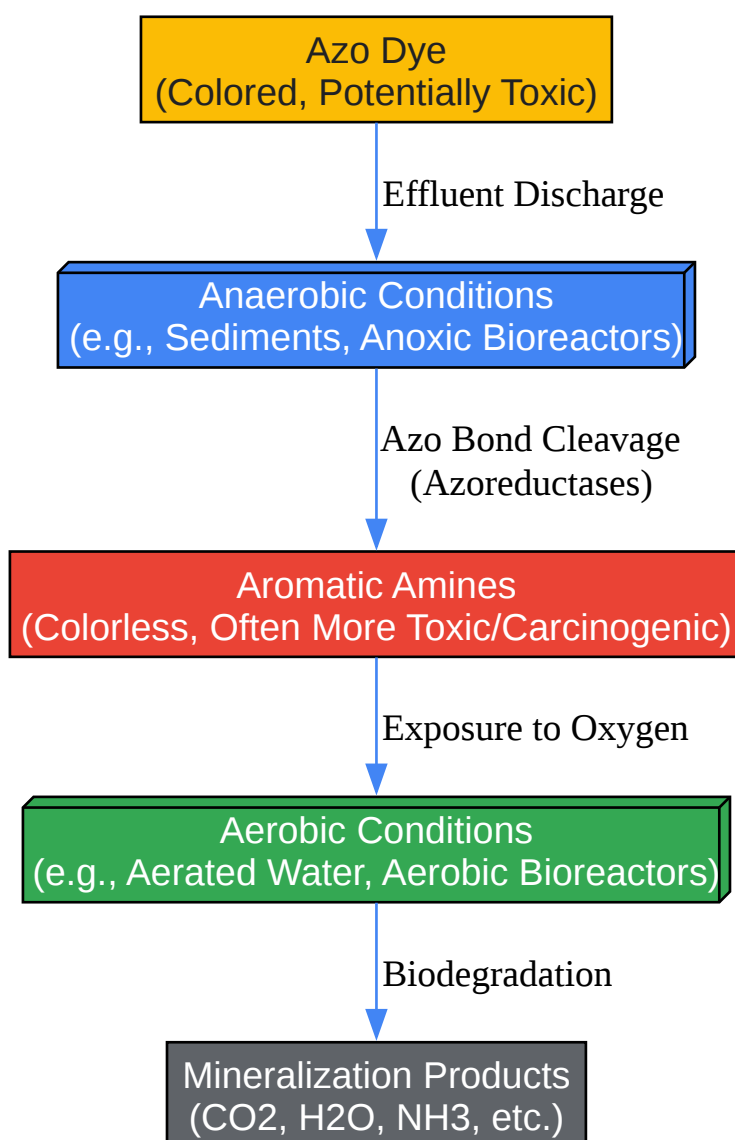 Azo Dye
(Colored, Potentially Toxic)
Effluent Discharge
Anaerobic Conditions
(e.g., Sediments, Anoxic Bioreactors)
Azo Bond Cleavage
(Azoreductases)
Aromatic Amines
(Colorless, Often More Toxic/Carcinogenic)
Exposure to Oxygen
Aerobic Conditions
(e.g., Aerated Water, Aerobic Bioreactors)
Biodegradation
Mineralization Products
(CO2, H2O, NH3, etc.)